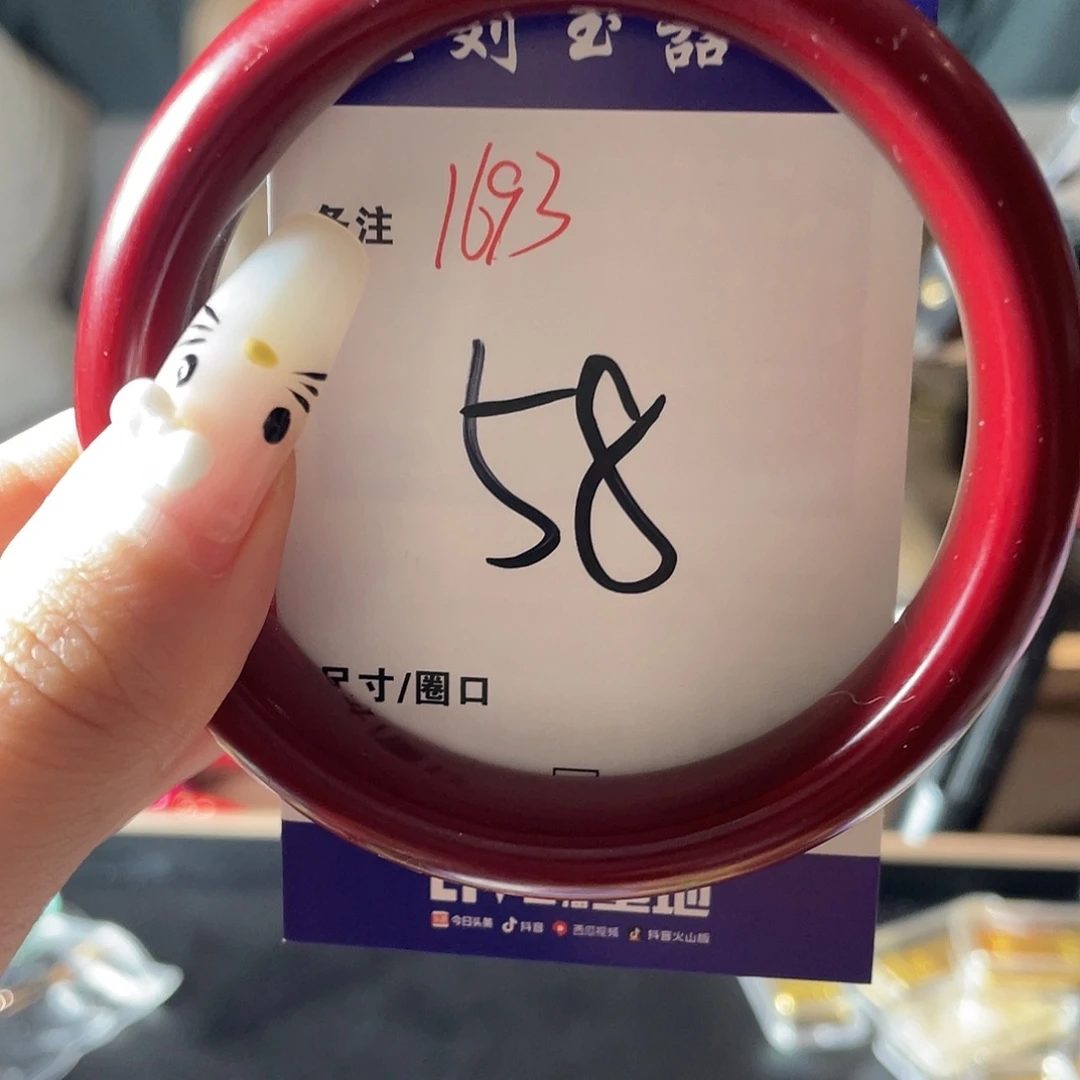 刘玉器
备注 1693
58
尺寸/圈口
今日头条 抖音 西瓜视频 抖音火山版